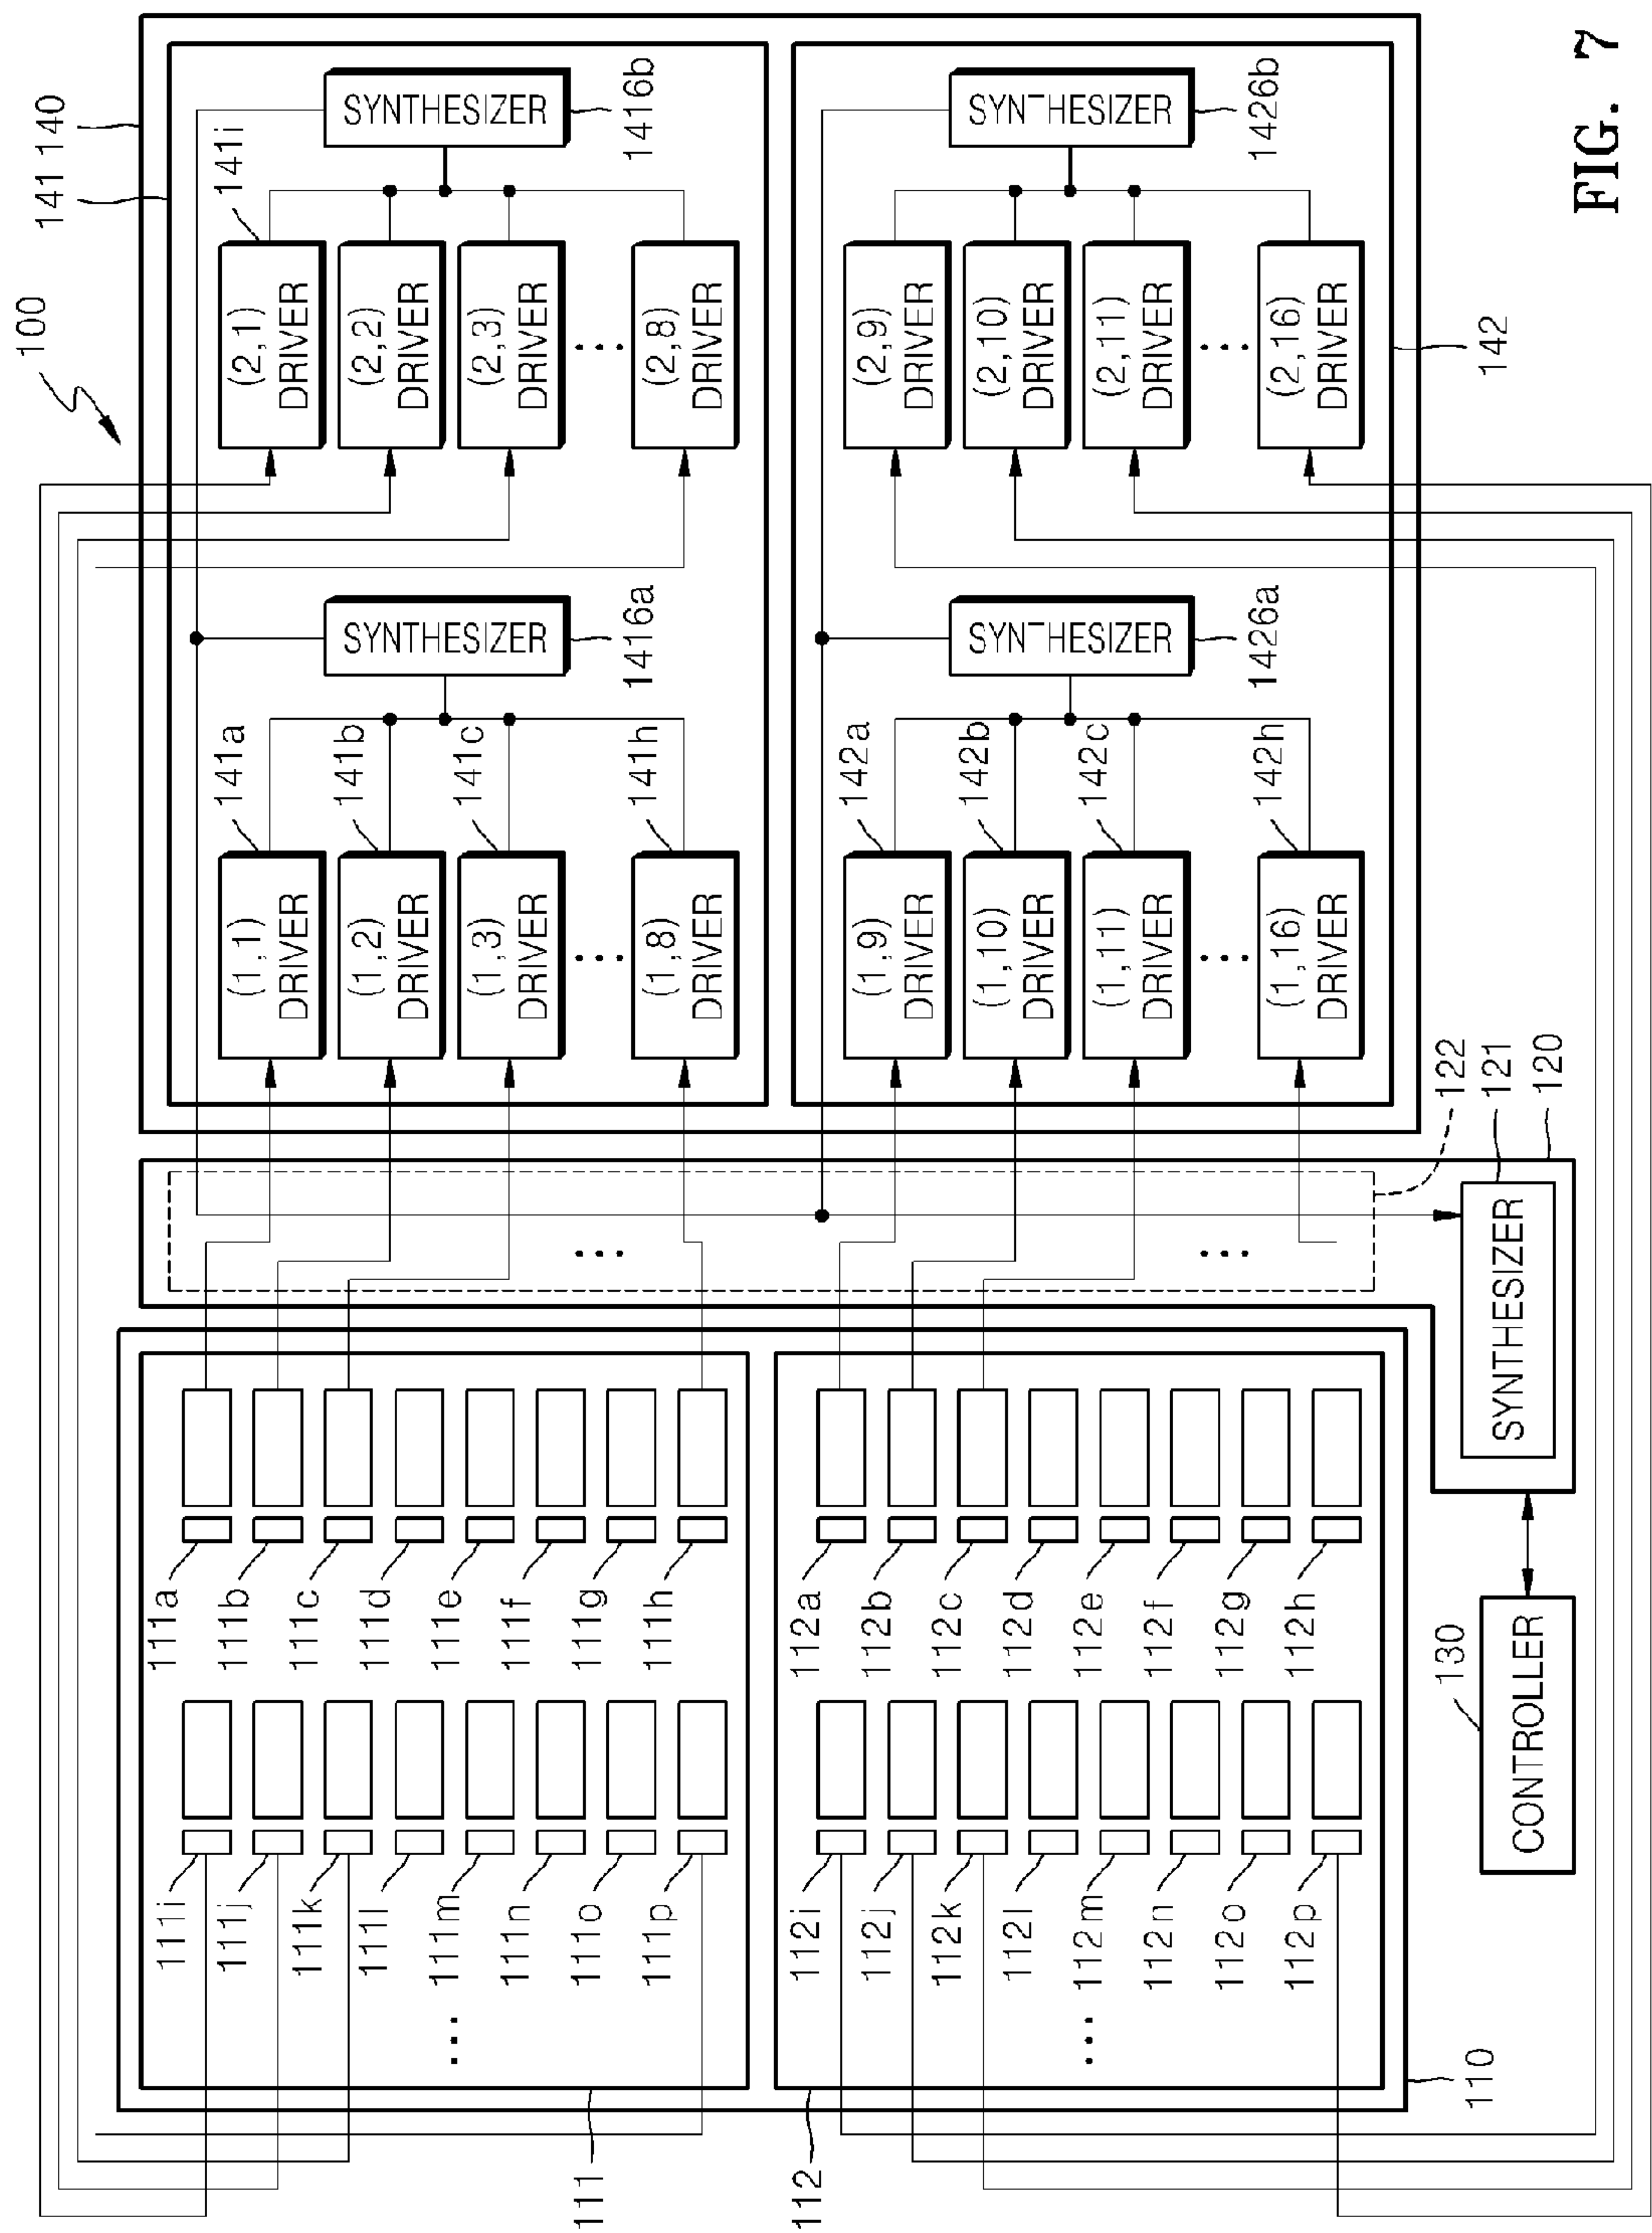 FIG. 7
100
141 140
SYNTHESIZER
1416b
141i
(2,1)
DRIVER
(2,2)
DRIVER
(2,3)
DRIVER
...
(2,8)
DRIVER
SYNTHESIZER
1426b
(2,9)
DRIVER
(2,10)
DRIVER
(2,11)
DRIVER
...
(2,16)
DRIVER
142
SYNTHESIZER
1416a
SYNTHESIZER
1426a
141a
141b
141c
141h
142a
142b
142c
142h
(1,1)
DRIVER
(1,2)
DRIVER
(1,3)
DRIVER
...
(1,8)
DRIVER
(1,9)
DRIVER
(1,10)
DRIVER
(1,11)
DRIVER
...
(1,16)
DRIVER
122
121
120
...
...
SYNTHESIZER
111a
111b
111c
111d
111e
111f
111g
111h
112a
112b
112c
112d
112e
112f
112g
112h
130
CONTROLLER
111i
111j
111k
111l
111m
111n
111o
111p
112i
112j
112k
112l
112m
112n
112o
112p
...
...
110
111
112